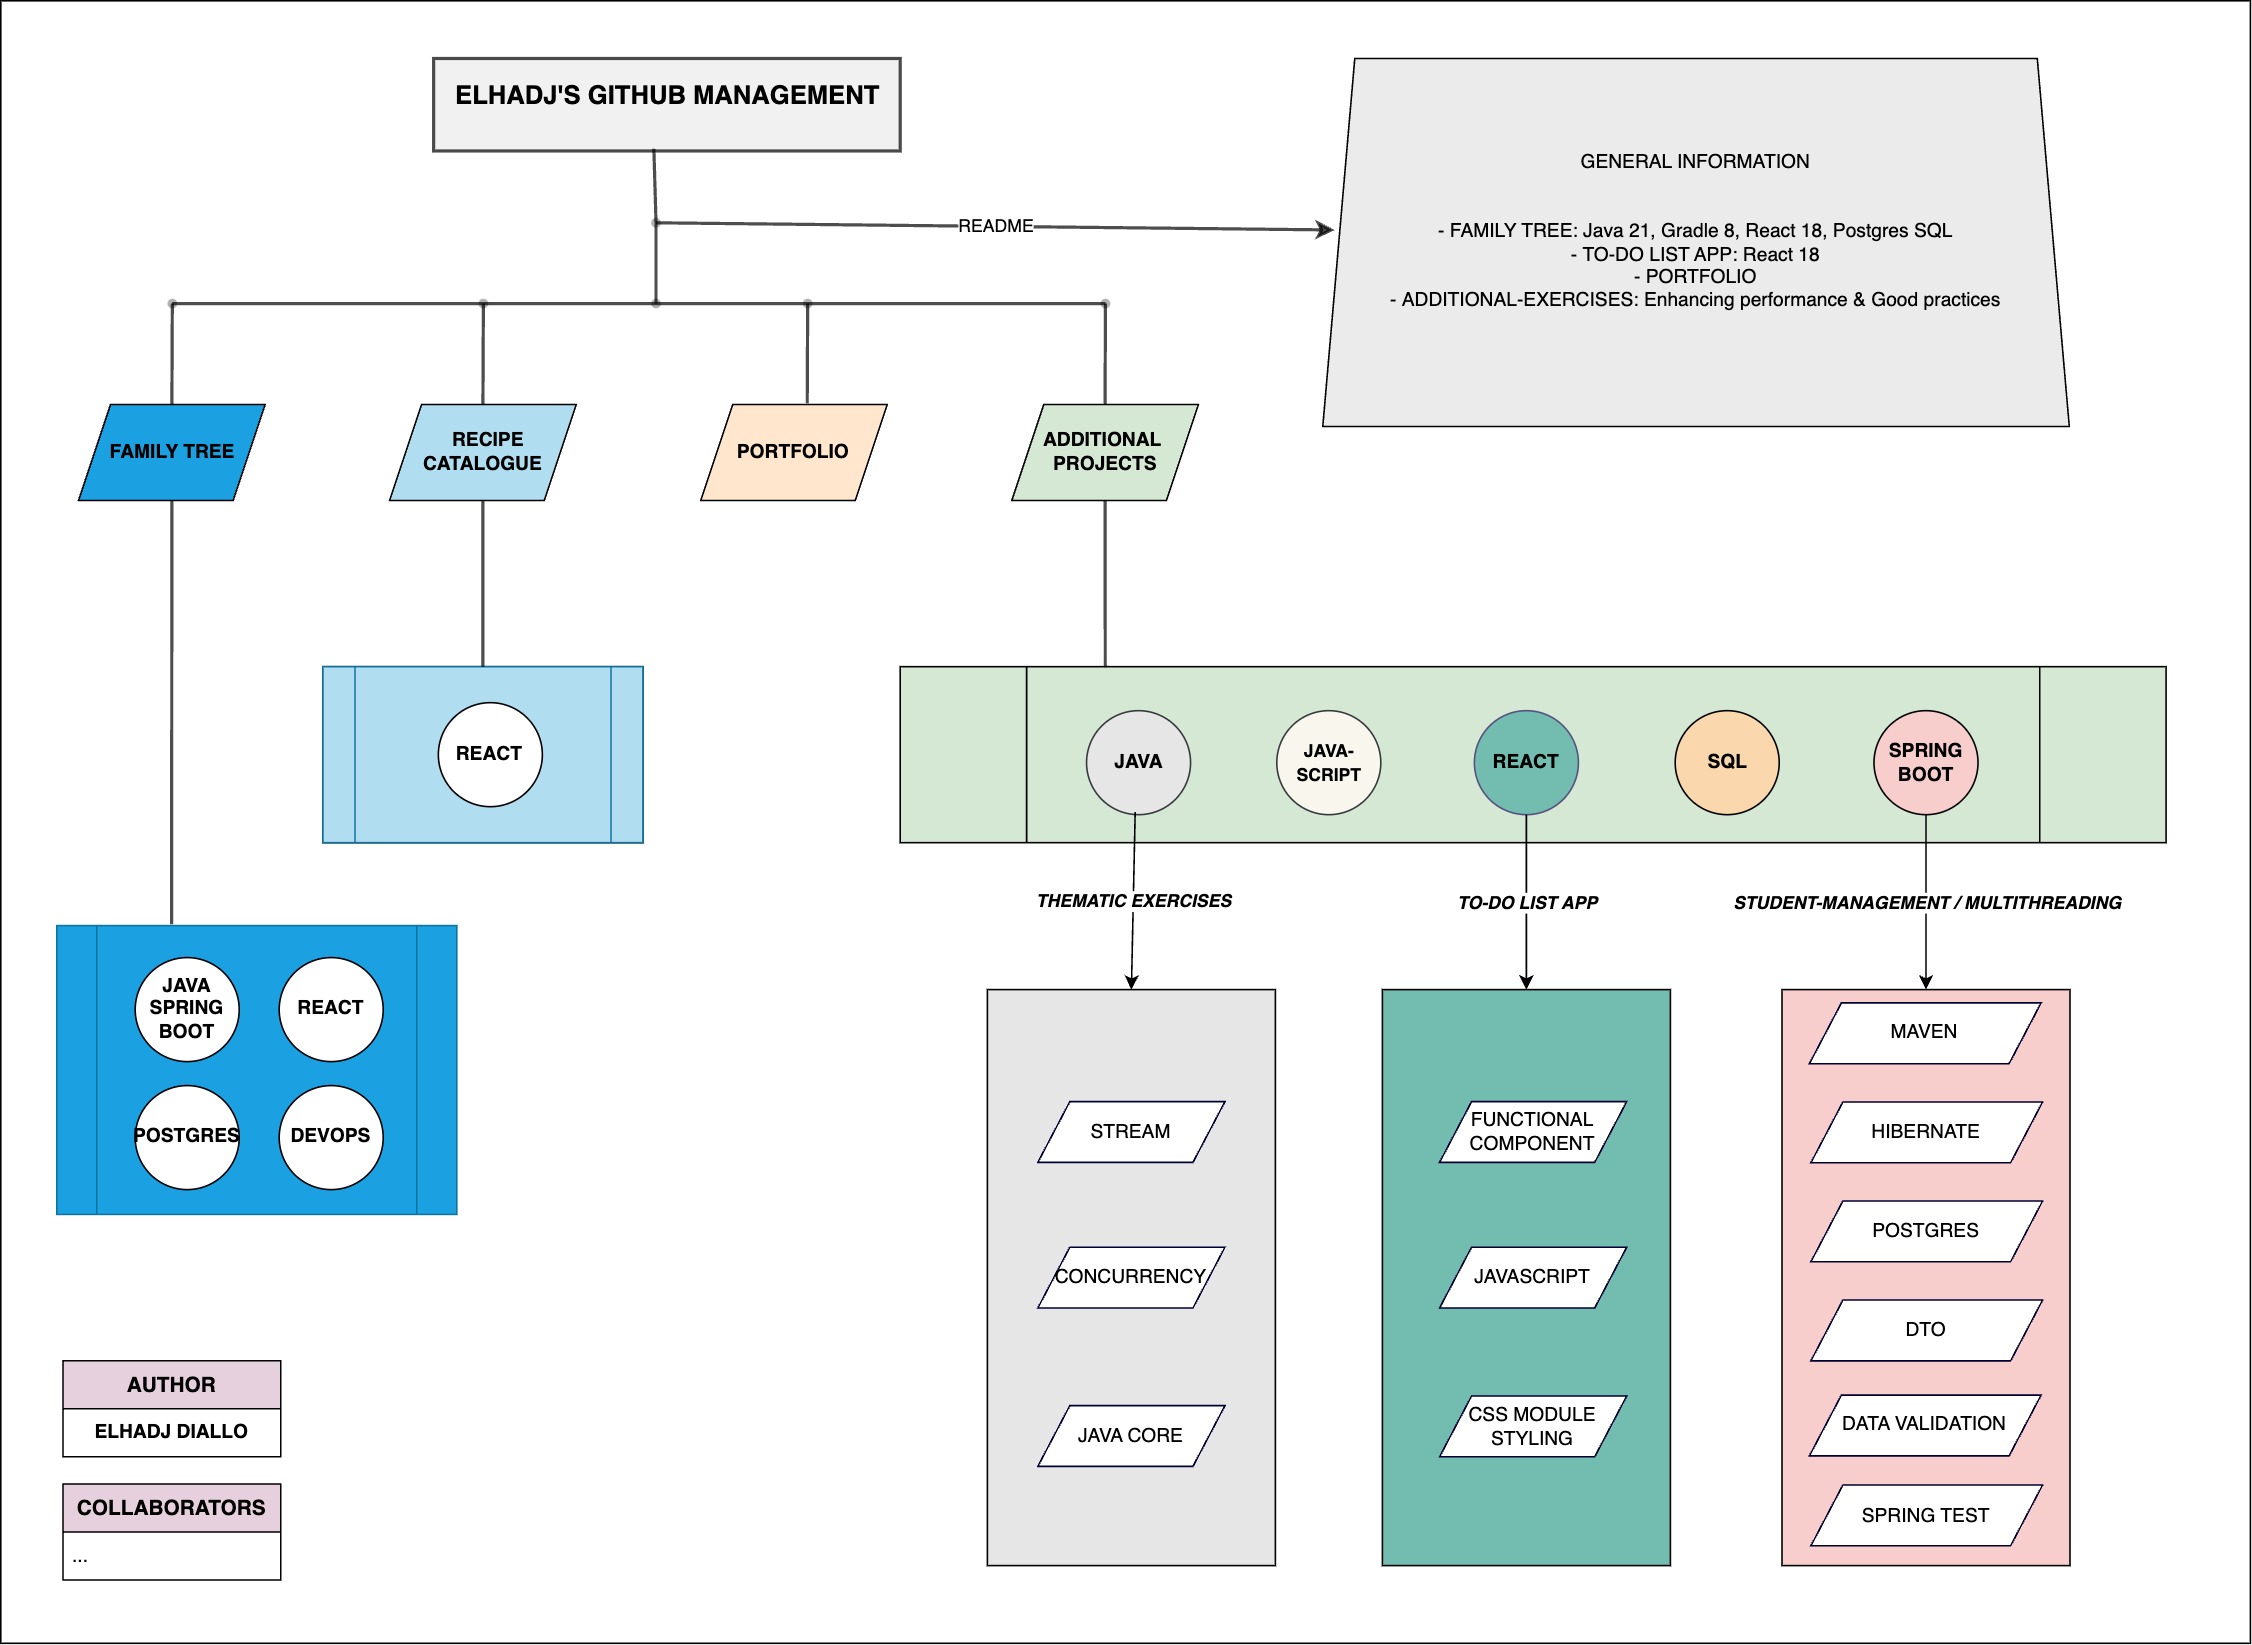 ELHADJ'S GITHUB MANAGEMENT
GENERAL INFORMATION
README
- FAMILY TREE: Java 21, Gradle 8, React 18, Postgres SQL
- TO-DO LIST APP: React 18
- PORTFOLIO
- ADDITIONAL-EXERCISES: Enhancing performance & Good practices
FAMILY TREE
RECIPE
CATALOGUE
PORTFOLIO
ADDITIONAL
PROJECTS
REACT
JAVA
JAVA-
SCRIPT
REACT
SQL
SPRING
BOOT
THEMATIC EXERCISES
TO-DO LIST APP
STUDENT-MANAGEMENT / MULTITHREADING
JAVA
SPRING
BOOT
REACT
POSTGRES
DEVOPS
STREAM
CONCURRENCY
JAVA CORE
FUNCTIONAL
COMPONENT
JAVASCRIPT
CSS MODULE
STYLING
MAVEN
HIBERNATE
POSTGRES
DTO
DATA VALIDATION
SPRING TEST
AUTHOR
ELHADJ DIALLO
COLLABORATORS
...